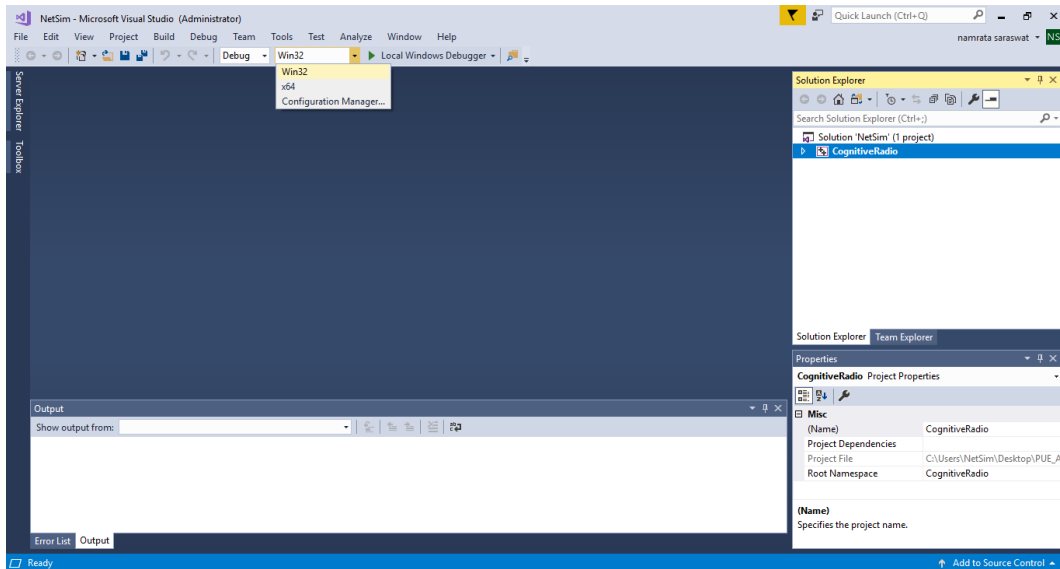 NetSim - Microsoft Visual Studio (Administrator)
Quick Launch (Ctrl+Q)
File Edit View Project Build Debug Team Tools Test Analyze Window Help
namrata saraswat NS
Debug Win32 Local Windows Debugger
Win32
x64
Configuration Manager...
Server Explorer
Toolbox
Solution Explorer
Search Solution Explorer (Ctrl+;)
Solution 'NetSim' (1 project)
CognitiveRadio
Solution Explorer Team Explorer
Properties
CognitiveRadio Project Properties
Misc
(Name) CognitiveRadio
Project Dependencies
Project File C:\Users\NetSim\Desktop\PUE_A
Root Namespace CognitiveRadio
(Name)
Specifies the project name.
Output
Show output from:
Error List Output
Ready
Add to Source Control